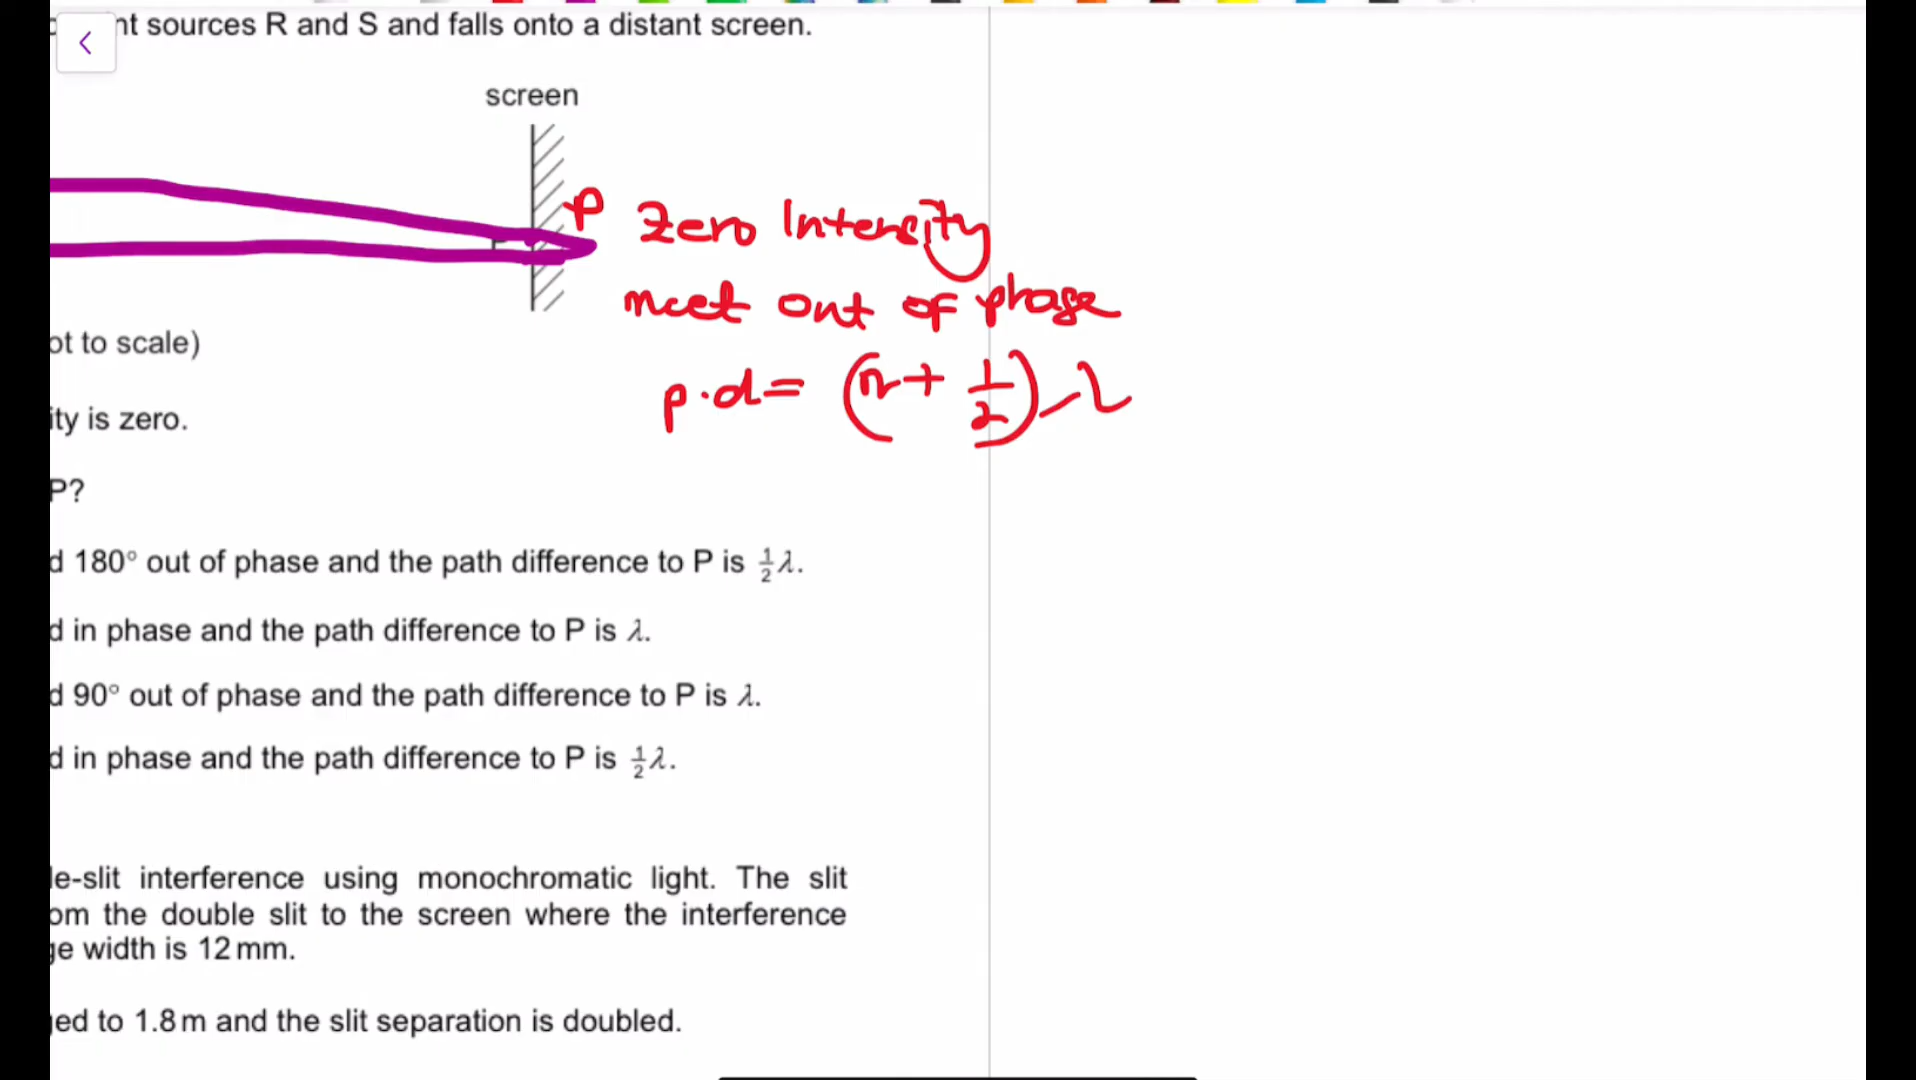 nt sources R and S and falls onto a distant screen.
screen
P Zero Intensity
meet out of phase
p.d = (n + 1/2) λ
ot to scale)
ity is zero.
P?
d 180° out of phase and the path difference to P is ½λ.
d in phase and the path difference to P is λ.
d 90° out of phase and the path difference to P is λ.
d in phase and the path difference to P is ½λ.
le-slit interference using monochromatic light. The slit
om the double slit to the screen where the interference
ge width is 12 mm.
ged to 1.8 m and the slit separation is doubled.